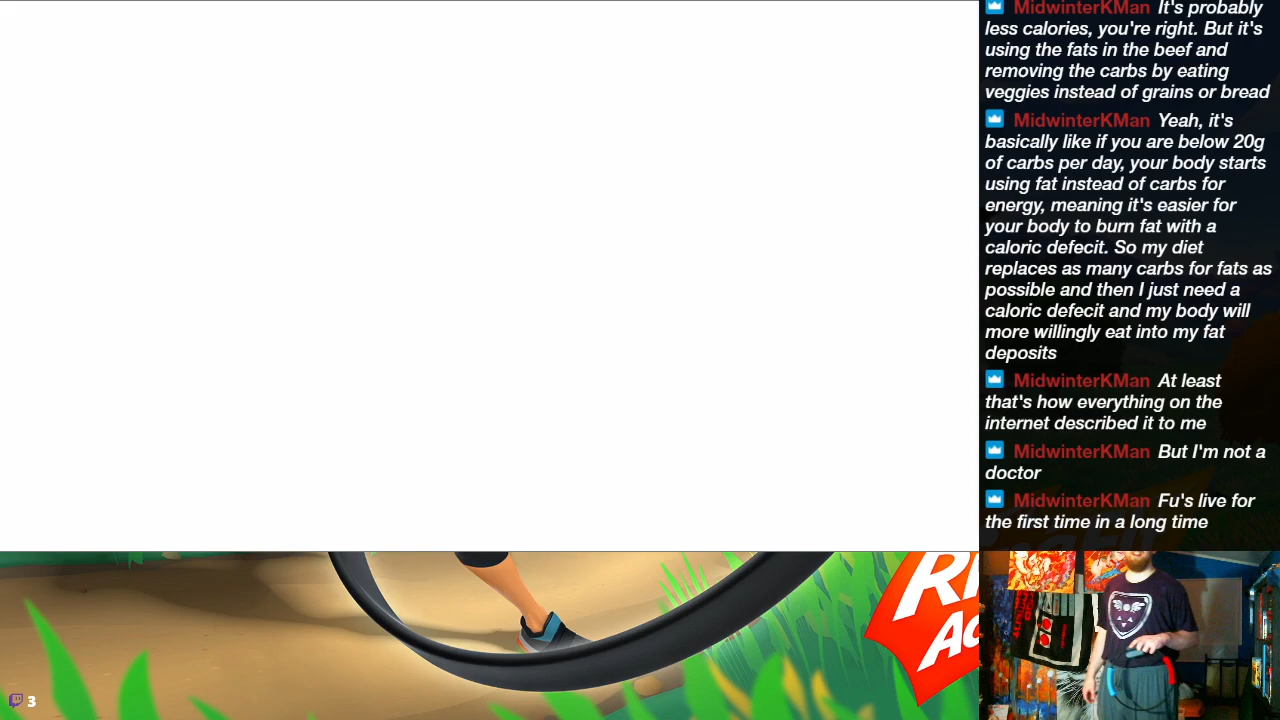 MidwinterKMan It's probably
less calories, you're right. But it's
using the fats in the beef and
removing the carbs by eating
veggies instead of grains or bread
MidwinterKMan Yeah, it's
basically like if you are below 20g
of carbs per day, your body starts
using fat instead of carbs for
energy, meaning it's easier for
your body to burn fat with a
caloric defecit. So my diet
replaces as many carbs for fats as
possible and then I just need a
caloric defecit and my body will
more willingly eat into my fat
deposits
MidwinterKMan At least
that's how everything on the
internet described it to me
MidwinterKMan But I'm not a
doctor
MidwinterKMan Fu's live for
the first time in a long time
3